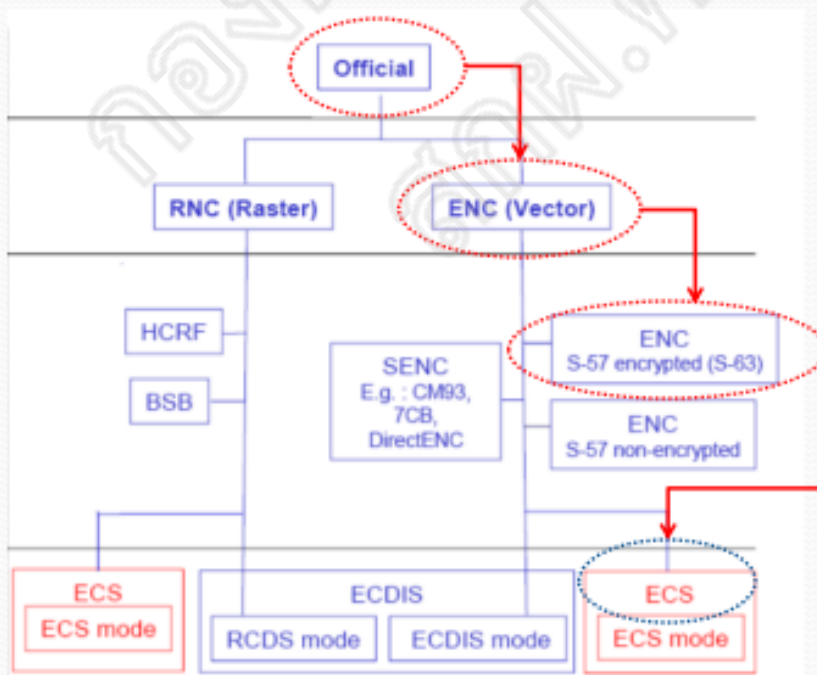 Official
RNC (Raster)
ENC (Vector)
HCRF
BSB
SENC
E.g. : CM93,
7CB,
DirectENC
ENC
S-57 encrypted (S-63)
ENC
S-57 non-encrypted
ECS
ECS mode
ECDIS
RCDS mode
ECDIS mode
ECS
ECS mode